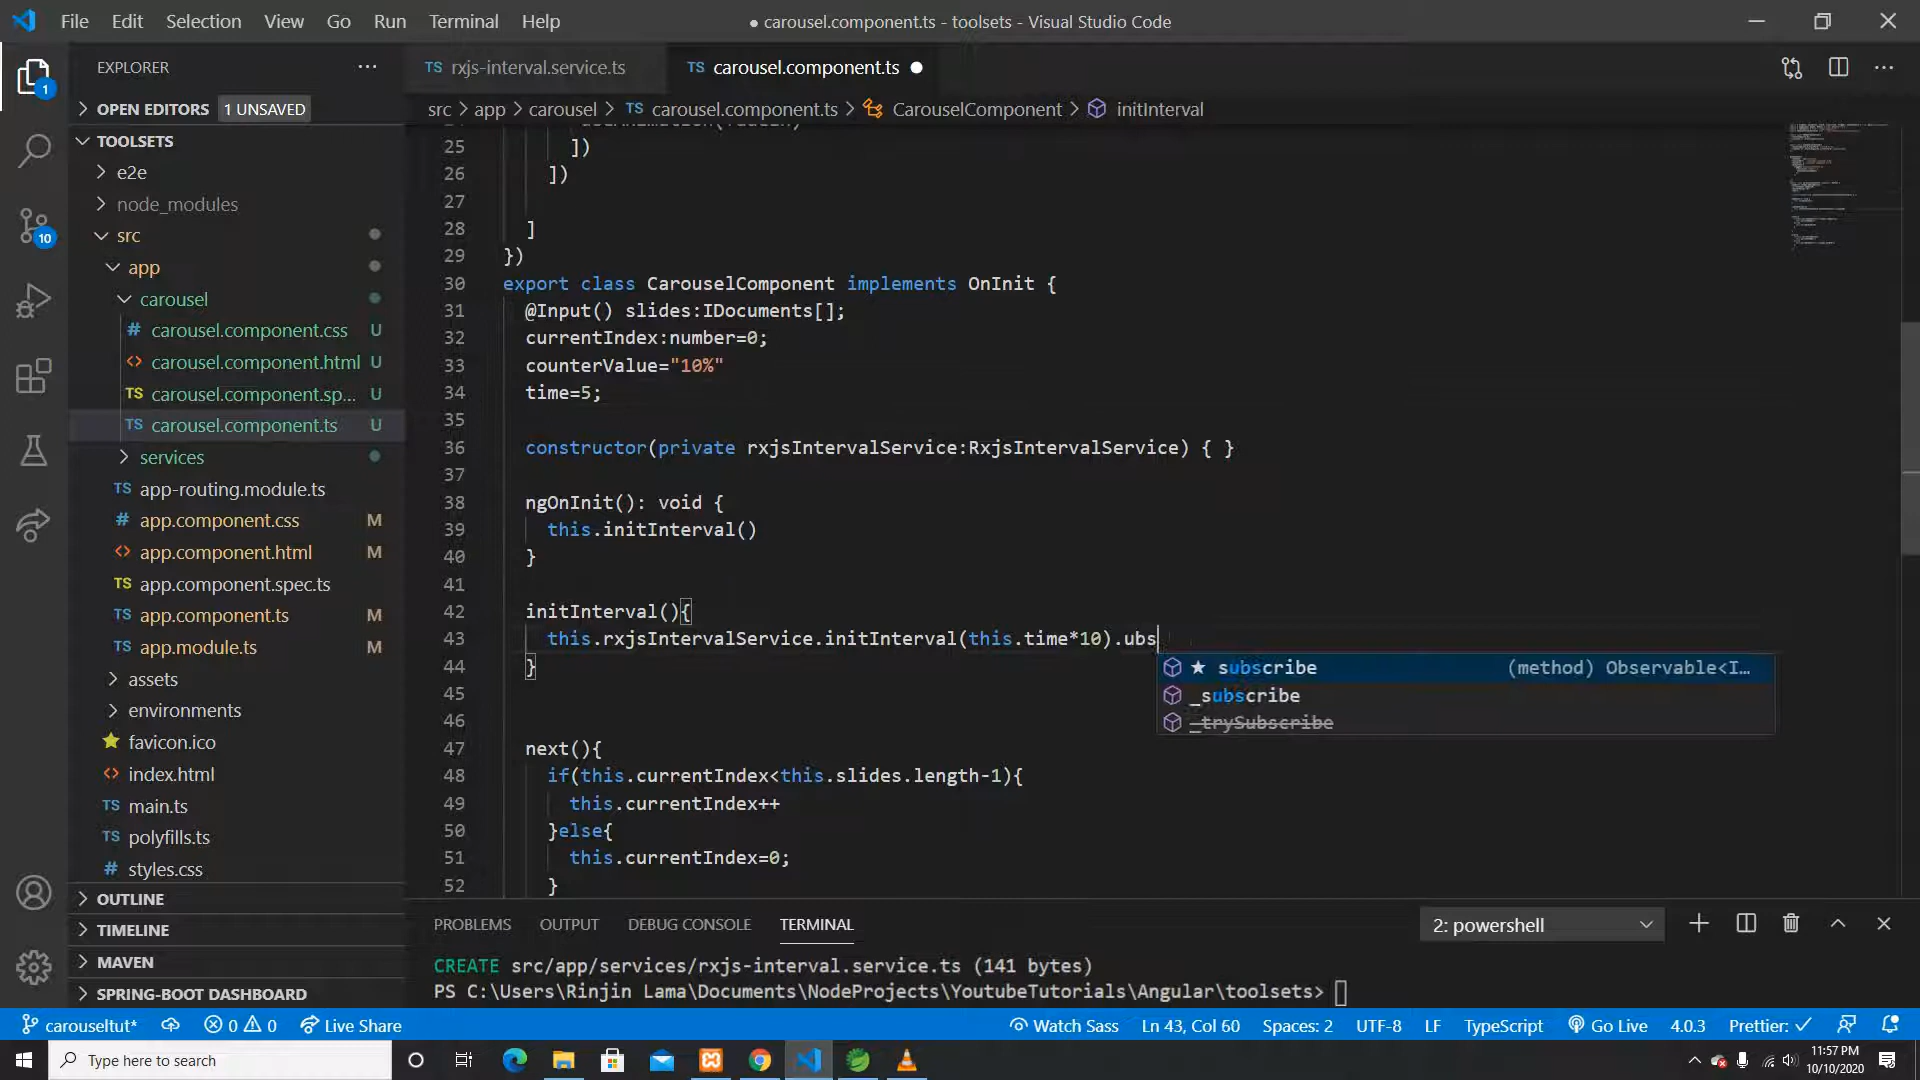 File Edit Selection View Go Run Terminal Help
● carousel.component.ts - toolsets - Visual Studio Code
EXPLORER
TS rxjs-interval.service.ts
TS carousel.component.ts
OPEN EDITORS 1 UNSAVED
src > app > carousel > TS carousel.component.ts > CarouselComponent > initInterval
TOOLSETS
e2e
node_modules
src
app
carousel
# carousel.component.css U
<> carousel.component.html U
TS carousel.component.sp... U
TS carousel.component.ts U
services
TS app-routing.module.ts
# app.component.css M
<> app.component.html M
TS app.component.spec.ts
TS app.component.ts M
TS app.module.ts M
assets
environments
favicon.ico
<> index.html
TS main.ts
TS polyfills.ts
# styles.css
OUTLINE
TIMELINE
MAVEN
SPRING-BOOT DASHBOARD
1
10
25 ])
26 ])
27
28 ]
29 })
30 export class CarouselComponent implements OnInit {
31 @Input() slides:IDocuments[];
32 currentIndex:number=0;
33 counterValue="10%"
34 time=5;
35
36 constructor(private rxjsIntervalService:RxjsIntervalService) { }
37
38 ngOnInit(): void {
39 this.initInterval()
40 }
41
42 initInterval(){
43 this.rxjsIntervalService.initInterval(this.time*10).ubs
44 }
45
46
47 next(){
48 if(this.currentIndex<this.slides.length-1){
49 this.currentIndex++
50 }else{
51 this.currentIndex=0;
52 }
★ subscribe (method) Observable<I…
_subscribe
_trySubscribe
PROBLEMS OUTPUT DEBUG CONSOLE TERMINAL
2: powershell
CREATE src/app/services/rxjs-interval.service.ts (141 bytes)
PS C:\Users\Rinjin Lama\Documents\NodeProjects\YoutubeTutorials\Angular\toolsets>
carouseltut* 0 0 Live Share
Watch Sass Ln 43, Col 60 Spaces: 2 UTF-8 LF TypeScript Go Live 4.0.3 Prettier: ✓
Type here to search
11:57 PM
10/10/2020